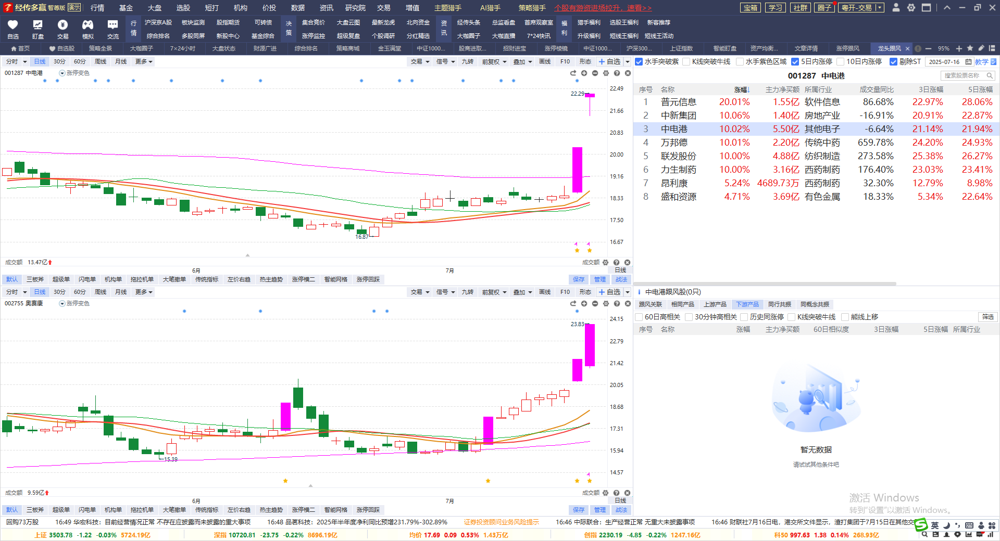 经传多赢 智尊版 演示 行情 基金 大盘 选股 短打 机构 价投 数据 资讯 研究院 交易 增值 主题猎手 AI猎手 策略猎手 个股有游资进场拉升，速看>> 宝箱 学习 社群 圈子 粤开-交易
沪深京A股 板块监测 股指期货 可转债 集合竞价 大盘云图 最新龙虎 北向资金 经传头条 总监看盘 首席观察室 猎手福利 选股王福利 新客推荐
行情 决策 资讯 福利
自选 盯盘 交易 模拟 交流 综合排名 多股同屏 新股中心 基金综合 涨停监控 超级复盘 个股调研 分红精选 大咖圈子 大咖直播 7*24快讯 升级福利 短线王福利 短线王活动
首页 自选股 策略全景 大咖圈子 7×24小时 大盘状态 财源广进 综合排名 策略商城 金玉满堂 中证1000... 股商进取... 招财进宝 涨停棱镜 中证1000... 沪深300... 上证指数 智能盯盘 资产均衡... 文章详情 涨停跟风 龙头跟风 95%
分时 日线 30分 60分 周线 月线 更多 交易 信号 九转 前复权 叠加 画线 F10 形态 自选
001287 中电港 涨停变色
22.49
22.29
21.66
20.83
20.00
19.16
18.33
17.50
16.87
16.67
成交额 13.47亿 成交额
6月 7月 日线
默认 三板斧 超级单 闪电单 机构单 拖拉机单 大笔撤单 传统指标 左价右趋 热主趋势 涨停横二 智能网格 涨停回踩 保存 管理 战法
分时 日线 30分 60分 周线 月线 更多 交易 信号 九转 前复权 叠加 画线 F10 形态 自选
002755 奥赛康 涨停变色
24.15
23.83
22.79
21.42
20.05
18.68
17.31
15.94
15.39
14.57
成交额 9.59亿 成交额
6月 7月 日线
默认 三板斧 超级单 闪电单 机构单 拖拉机单 大笔撤单 传统指标 左价右趋 热主趋势 涨停横二 智能网格 涨停回踩 保存 管理 战法
水手突破紫 K线突破牛线 水手紫色区域 5日内涨停 10日内涨停 剔除ST 2025-07-16 教学
001287 中电港 搜索股票名称
序号 名称 涨幅↓ 主力净买额 所属行业 成交量同比 3日涨幅 5日涨幅
1 普元信息 20.01% 1.55亿 软件信息 86.68% 22.97% 28.06%
2 中新集团 10.06% 1.40亿 房地产业 -16.91% 20.91% 22.87%
3 中电港 10.02% 5.50亿 其他电子 -6.64% 21.14% 21.94%
4 万邦德 10.01% 2.20亿 传统中药 659.78% 24.20% 24.93%
5 联发股份 10.00% 4.88亿 纺织制造 273.58% 25.38% 26.27%
6 力生制药 10.00% 3.16亿 西药制药 176.40% 23.03% 23.41%
7 昂利康 5.24% 4689.73万 西药制药 32.30% 12.79% 8.98%
8 盛和资源 4.71% 3.69亿 有色金属 18.33% 5.34% 22.64%
中电港跟风股(0只)
跟风关联 相同产品 上游产品 下游产品 同行共振 同概念共振
60日高相关 30分钟高相关 历史同涨停 K线突破牛线 熊线上移 筛选
序号 名称 涨幅 主力净买额 60日相似度 3日涨幅 5日涨幅 所属行业
暂无数据
请试试其他条件吧
激活 Windows
转到“设置”以激活 Windows。
回购73万股 16:49 华宏科技：目前经营情况正常 不存在应披露而未披露的重大事项 16:48 品茗科技：2025年半年度净利同比预增231.79%-302.89% 证券投资顾问业务风险提示 16:46 中际联合：生产经营正常 无重大未披露事项 16:46 财联社7月16日电，港交所文件显示，渣打集团于7月15日在其他交
英
上证 3503.78 -1.22 -0.03% 5724.19亿 深指 10720.81 -23.75 -0.22% 8696.19亿 均价 17.69 0.09 0.53% 1.43万亿 创指 2230.19 -4.85 -0.22% 1247.16亿 科50 997.63 1.38 0.14% 268.93亿